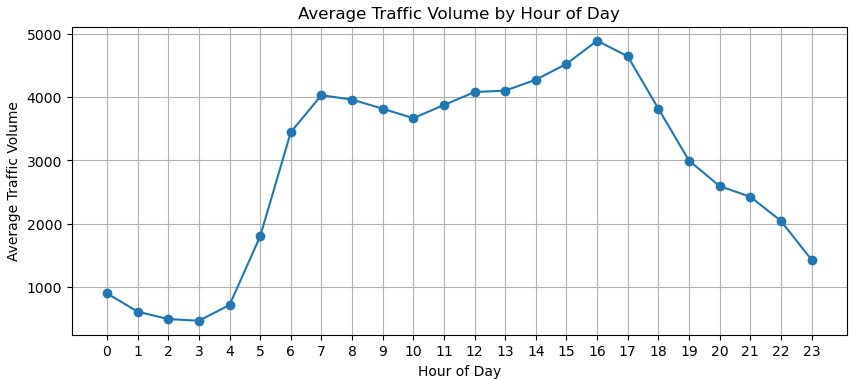 Average Traffic Volume by Hour of Day
5000
4000
3000
2000
1000
Average Traffic Volume
0 1 2 3 4 5 6 7 8 9 10 11 12 13 14 15 16 17 18 19 20 21 22 23
Hour of Day